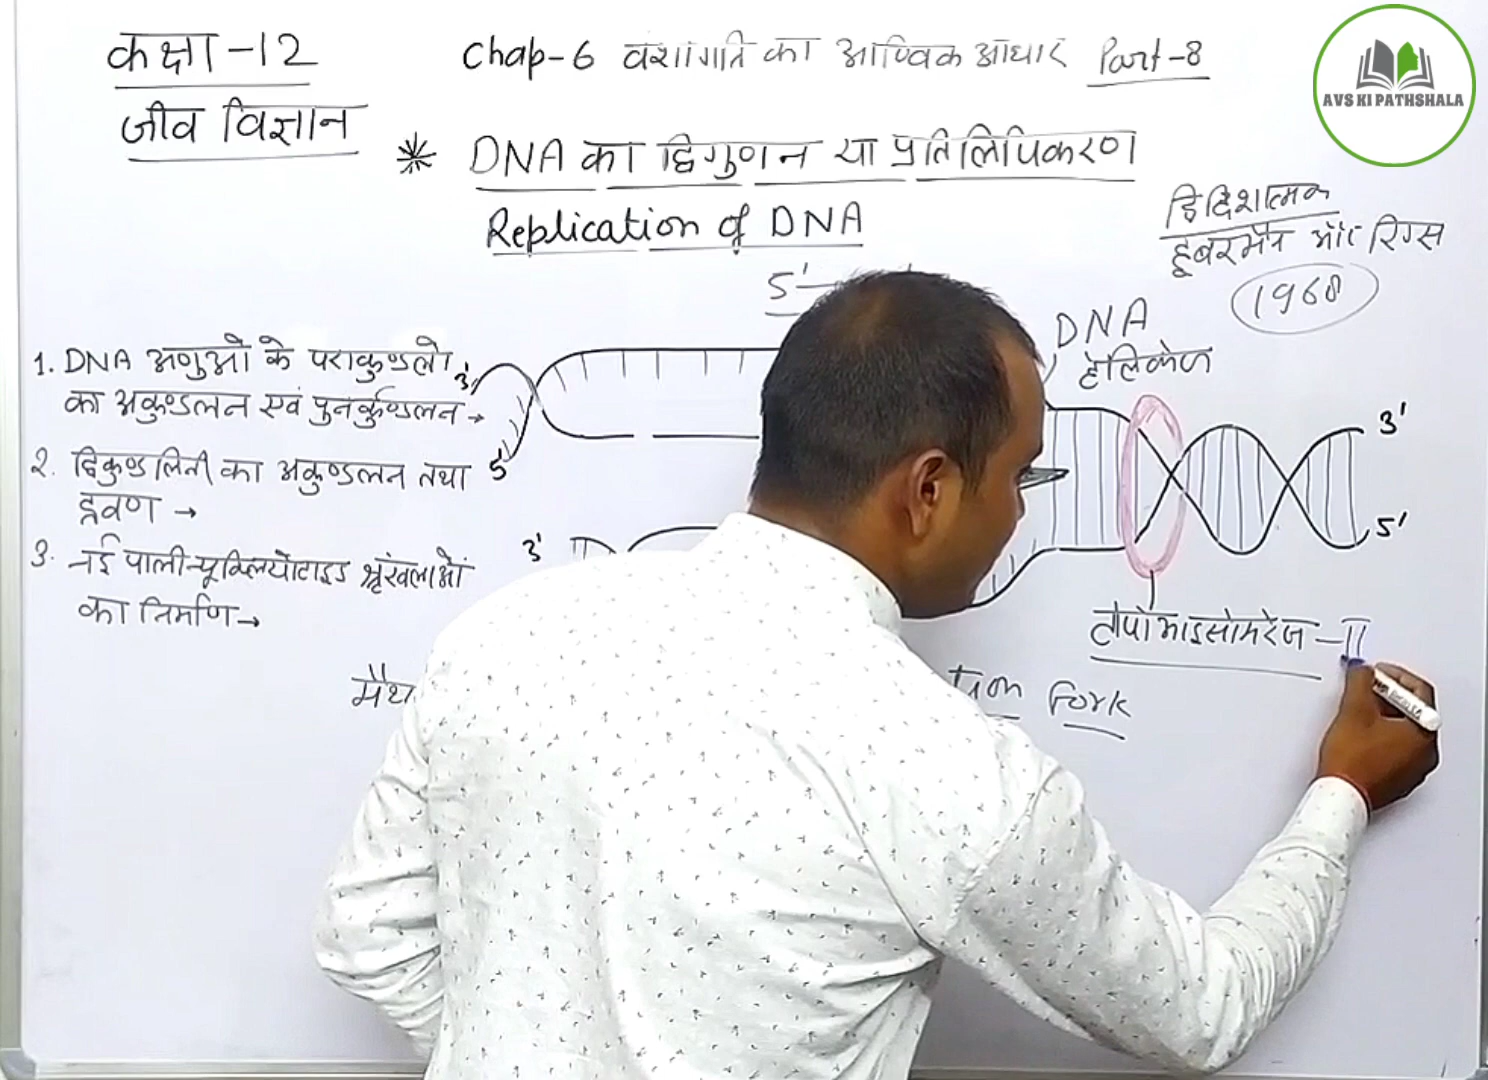 कक्षा -12
जीव विज्ञान
Chap-6 वंशागति का आण्विक आधार Part-8
AVS KI PATHSHALA
* DNA का द्विगुणन या प्रतिलिपिकरण
Replication of DNA
द्विदिशात्मक
हूबरमैन और रिग्स
1968
5'
DNA
हेलिकेज
1. DNA अणुओ के पराकुण्डलो
का अकुण्डलन एवं पुनर्कुण्डलन →
3'
5'
2. द्विकुण्डलिनी का अकुण्डलन तथा
द्रवण →
3. नई पाली न्यूक्लियोटाइड श्रृंखलाओं
का निर्माण →
3'
3'
5'
टोपोआइसोमरेज -II
tion Fork